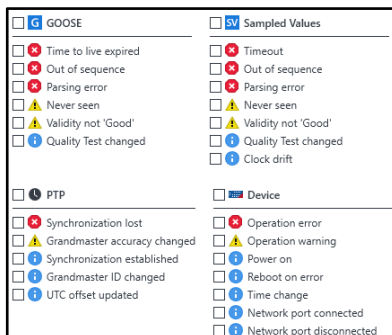 G GOOSE
Time to live expired
Out of sequence
Parsing error
Never seen
Validity not 'Good'
Quality Test changed
SV Sampled Values
Timeout
Out of sequence
Parsing error
Never seen
Validity not 'Good'
Quality Test changed
Clock drift
PTP
Synchronization lost
Grandmaster accuracy changed
Synchronization established
Grandmaster ID changed
UTC offset updated
Device
Operation error
Operation warning
Power on
Reboot on error
Time change
Network port connected
Network port disconnected